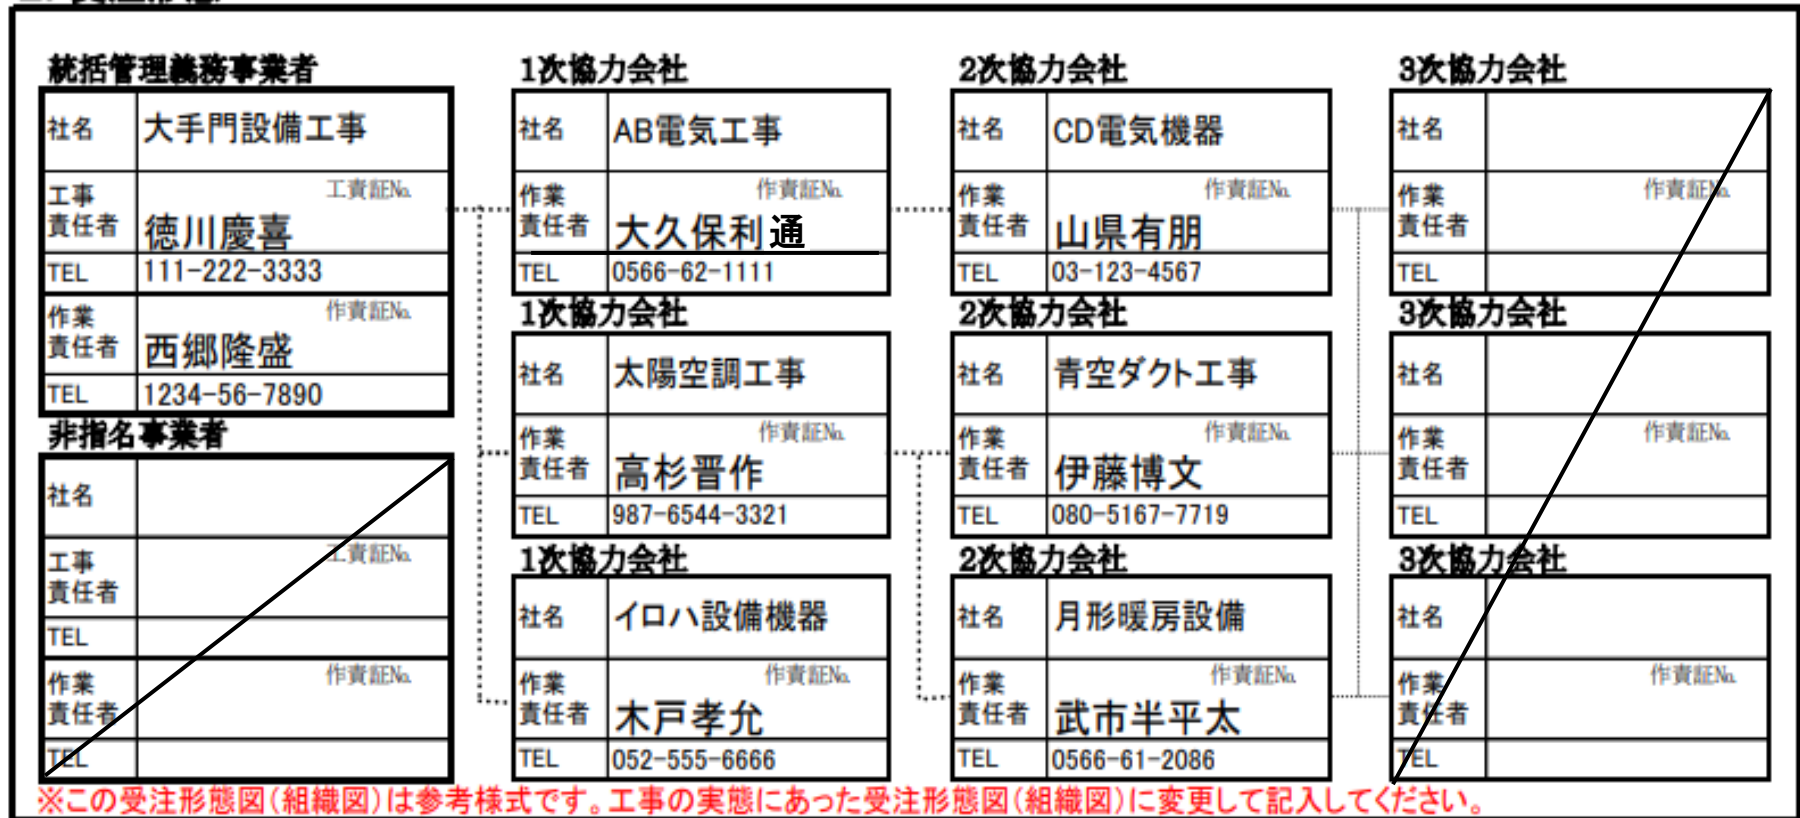 統括管理義務事業者
社名 大手門設備工事
工事責任者 工責証№ 徳川慶喜
TEL 111-222-3333
作業責任者 作責証№ 西郷隆盛
TEL 1234-56-7890
非指名事業者
社名
工事責任者 工責証№
TEL
作業責任者 作責証№
TEL
1次協力会社
社名 AB電気工事
作業責任者 作責証№ 大久保利通
TEL 0566-62-1111
1次協力会社
社名 太陽空調工事
作業責任者 作責証№ 高杉晋作
TEL 987-6544-3321
1次協力会社
社名 イロハ設備機器
作業責任者 作責証№ 木戸孝允
TEL 052-555-6666
2次協力会社
社名 CD電気機器
作業責任者 作責証№ 山県有朋
TEL 03-123-4567
2次協力会社
社名 青空ダクト工事
作業責任者 作責証№ 伊藤博文
TEL 080-5167-7719
2次協力会社
社名 月形暖房設備
作業責任者 作責証№ 武市半平太
TEL 0566-61-2086
3次協力会社
社名
作業責任者 作責証№
TEL
3次協力会社
社名
作業責任者 作責証№
TEL
3次協力会社
社名
作業責任者 作責証№
TEL
※この受注形態図(組織図)は参考様式です。工事の実態にあった受注形態図(組織図)に変更して記入してください。